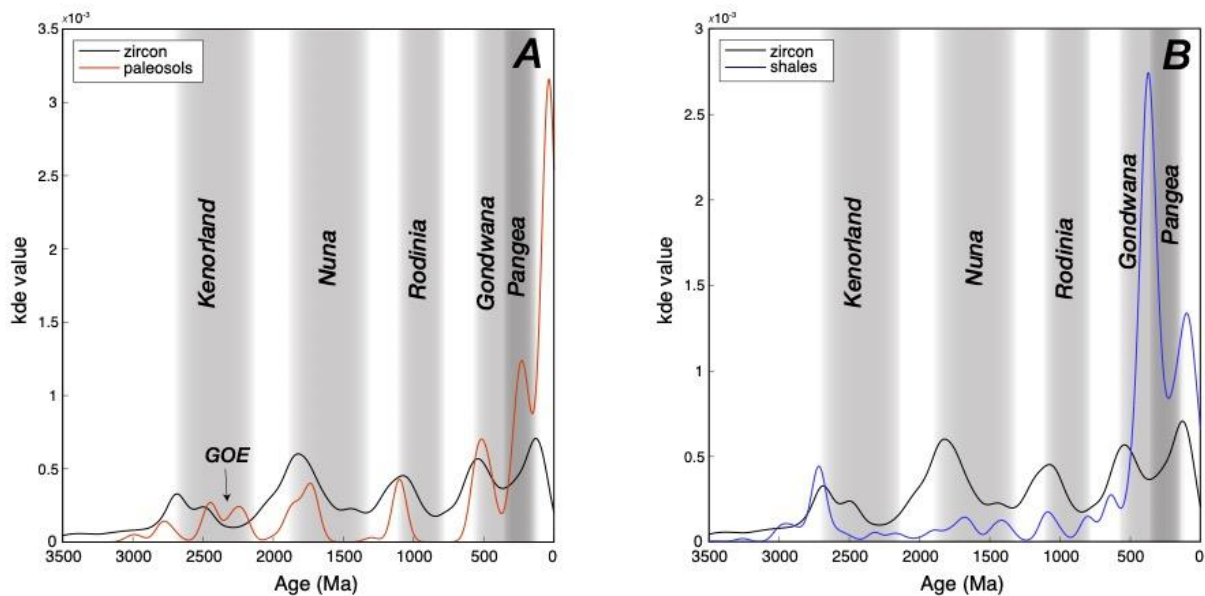 ×10⁻³
3.5
3
2.5
2
1.5
1
0.5
0
kde value
zircon
paleosols
A
Kenorland
Nuna
Rodinia
Gondwana
Pangea
GOE
3500 3000 2500 2000 1500 1000 500 0
Age (Ma)
×10⁻³
3
2.5
2
1.5
1
0.5
0
kde value
zircon
shales
B
Kenorland
Nuna
Rodinia
Gondwana
Pangea
3500 3000 2500 2000 1500 1000 500 0
Age (Ma)